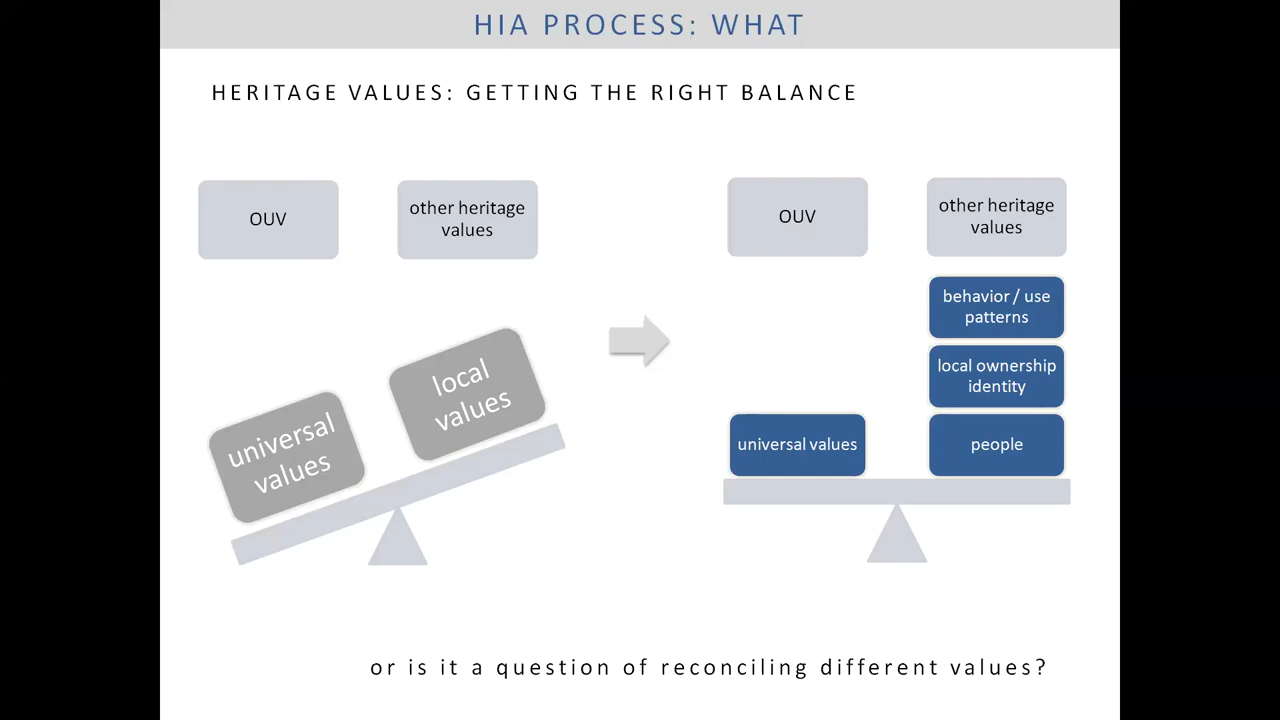 HIA PROCESS: WHAT
HERITAGE VALUES: GETTING THE RIGHT BALANCE
OUV
other heritage
values
universal
values
local
values
OUV
other heritage
values
behavior / use
patterns
local ownership
identity
universal values
people
or is it a question of reconciling different values?